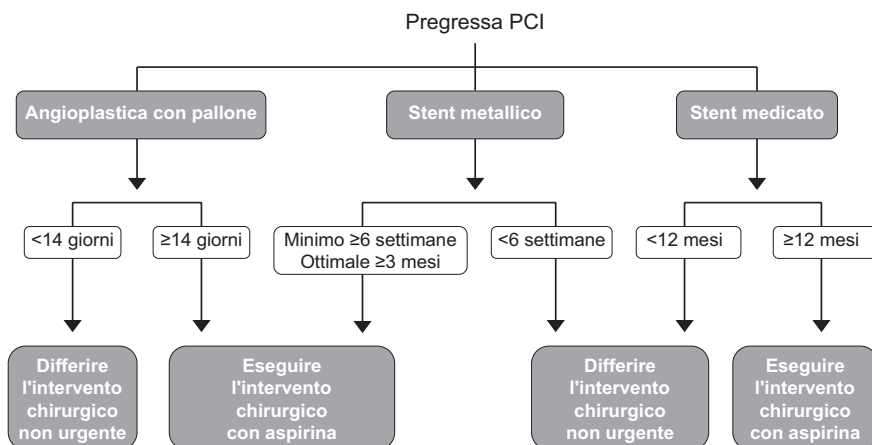 Pregressa PCI
Angioplastica con pallone
Stent metallico
Stent medicato
<14 giorni
≥14 giorni
Minimo ≥6 settimane
Ottimale ≥3 mesi
<6 settimane
<12 mesi
≥12 mesi
Differire
l'intervento
chirurgico
non urgente
Eseguire
l'intervento
chirurgico
con aspirina
Differire
l'intervento
chirurgico
non urgente
Eseguire
l'intervento
chirurgico
con aspirina